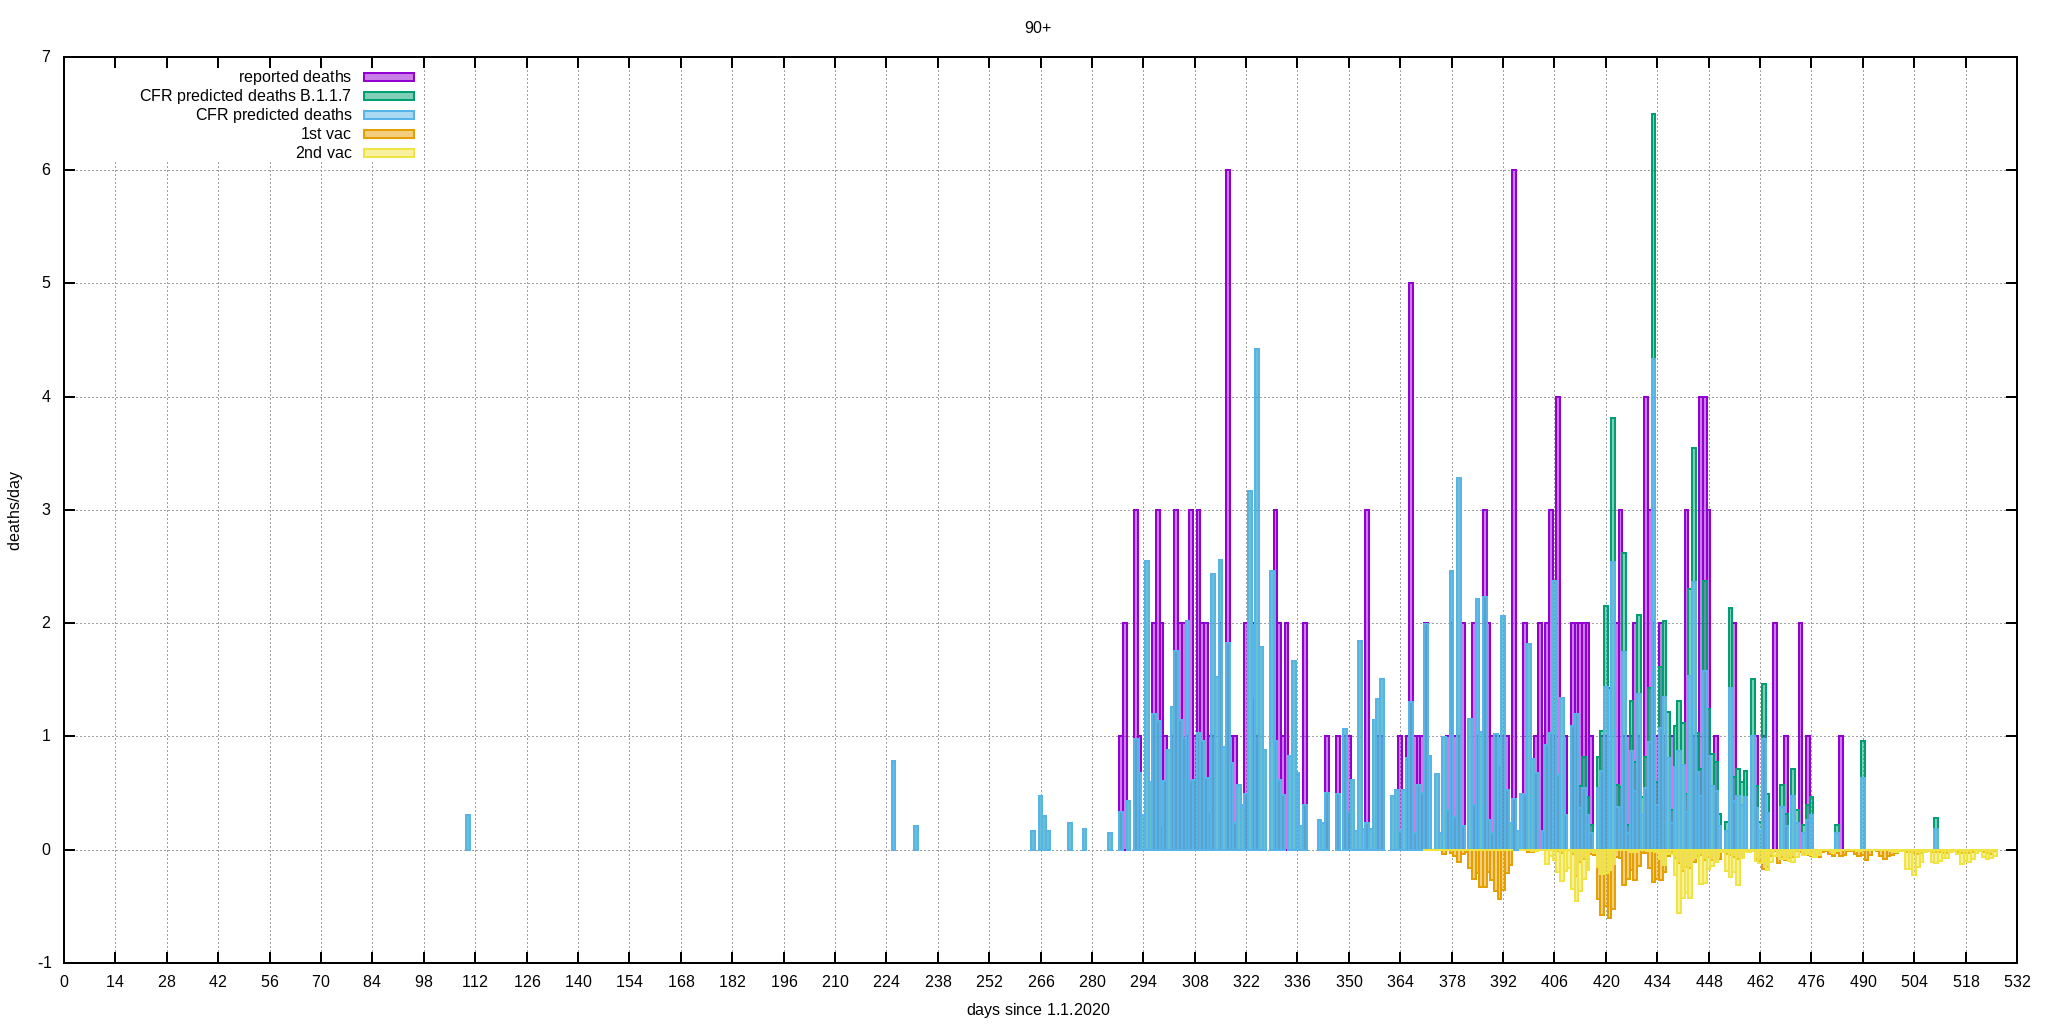 90+
reported deaths
CFR predicted deaths B.1.1.7
CFR predicted deaths
1st vac
2nd vac
7
6
5
4
3
2
1
0
-1
deaths/day
0 14 28 42 56 70 84 98 112 126 140 154 168 182 196 210 224 238 252 266 280 294 308 322 336 350 364 378 392 406 420 434 448 462 476 490 504 518 532
days since 1.1.2020